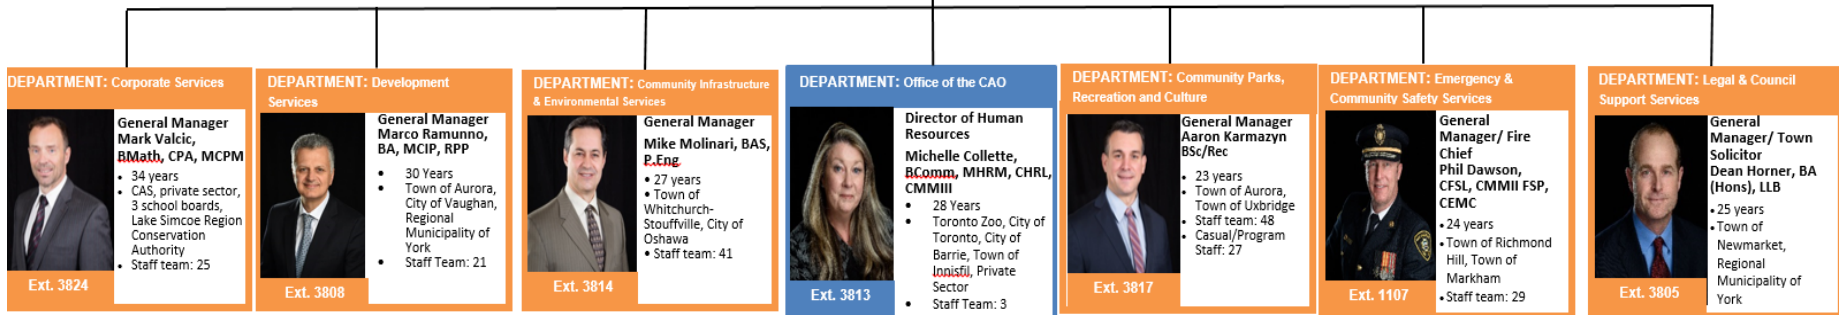 DEPARTMENT: Corporate Services
General Manager
Mark Valcic,
BMath, CPA, MCPM
• 34 years
• CAS, private sector,
3 school boards,
Lake Simcoe Region
Conservation
Authority
• Staff team: 25
Ext. 3824
DEPARTMENT: Development
Services
General Manager
Marco Ramunno,
BA, MCIP, RPP
• 30 Years
• Town of Aurora,
City of Vaughan,
Regional
Municipality of
York
• Staff Team: 21
Ext. 3808
DEPARTMENT: Community Infrastructure
& Environmental Services
General Manager
Mike Molinari, BAS,
P.Eng
• 27 years
• Town of
Whitchurch-
Stouffville, City of
Oshawa
• Staff team: 41
Ext. 3814
DEPARTMENT: Office of the CAO
Director of Human
Resources
Michelle Collette,
BComm, MHRM, CHRL,
CMMIII
• 28 Years
• Toronto Zoo, City of
Toronto, City of
Barrie, Town of
Innisfil, Private
Sector
• Staff Team: 3
Ext. 3813
DEPARTMENT: Community Parks,
Recreation and Culture
General Manager
Aaron Karmazyn
BSc/Rec
• 23 years
• Town of Aurora,
Town of Uxbridge
• Staff team: 48
• Casual/Program
Staff: 27
Ext. 3817
DEPARTMENT: Emergency &
Community Safety Services
General
Manager/ Fire
Chief
Phil Dawson,
CFSL, CMMII FSP,
CEMC
• 24 years
• Town of Richmond
Hill, Town of
Markham
• Staff team: 29
Ext. 1107
DEPARTMENT: Legal & Council
Support Services
General
Manager/ Town
Solicitor
Dean Horner, BA
(Hons), LLB
• 25 years
• Town of
Newmarket,
Regional
Municipality of
York
Ext. 3805